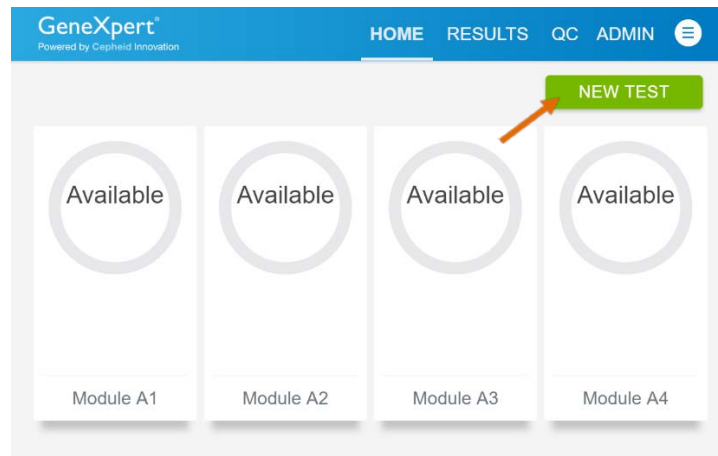 GeneXpert®
Powered by Cepheid Innovation
HOME RESULTS QC ADMIN
NEW TEST
Available Available Available Available
Module A1 Module A2 Module A3 Module A4